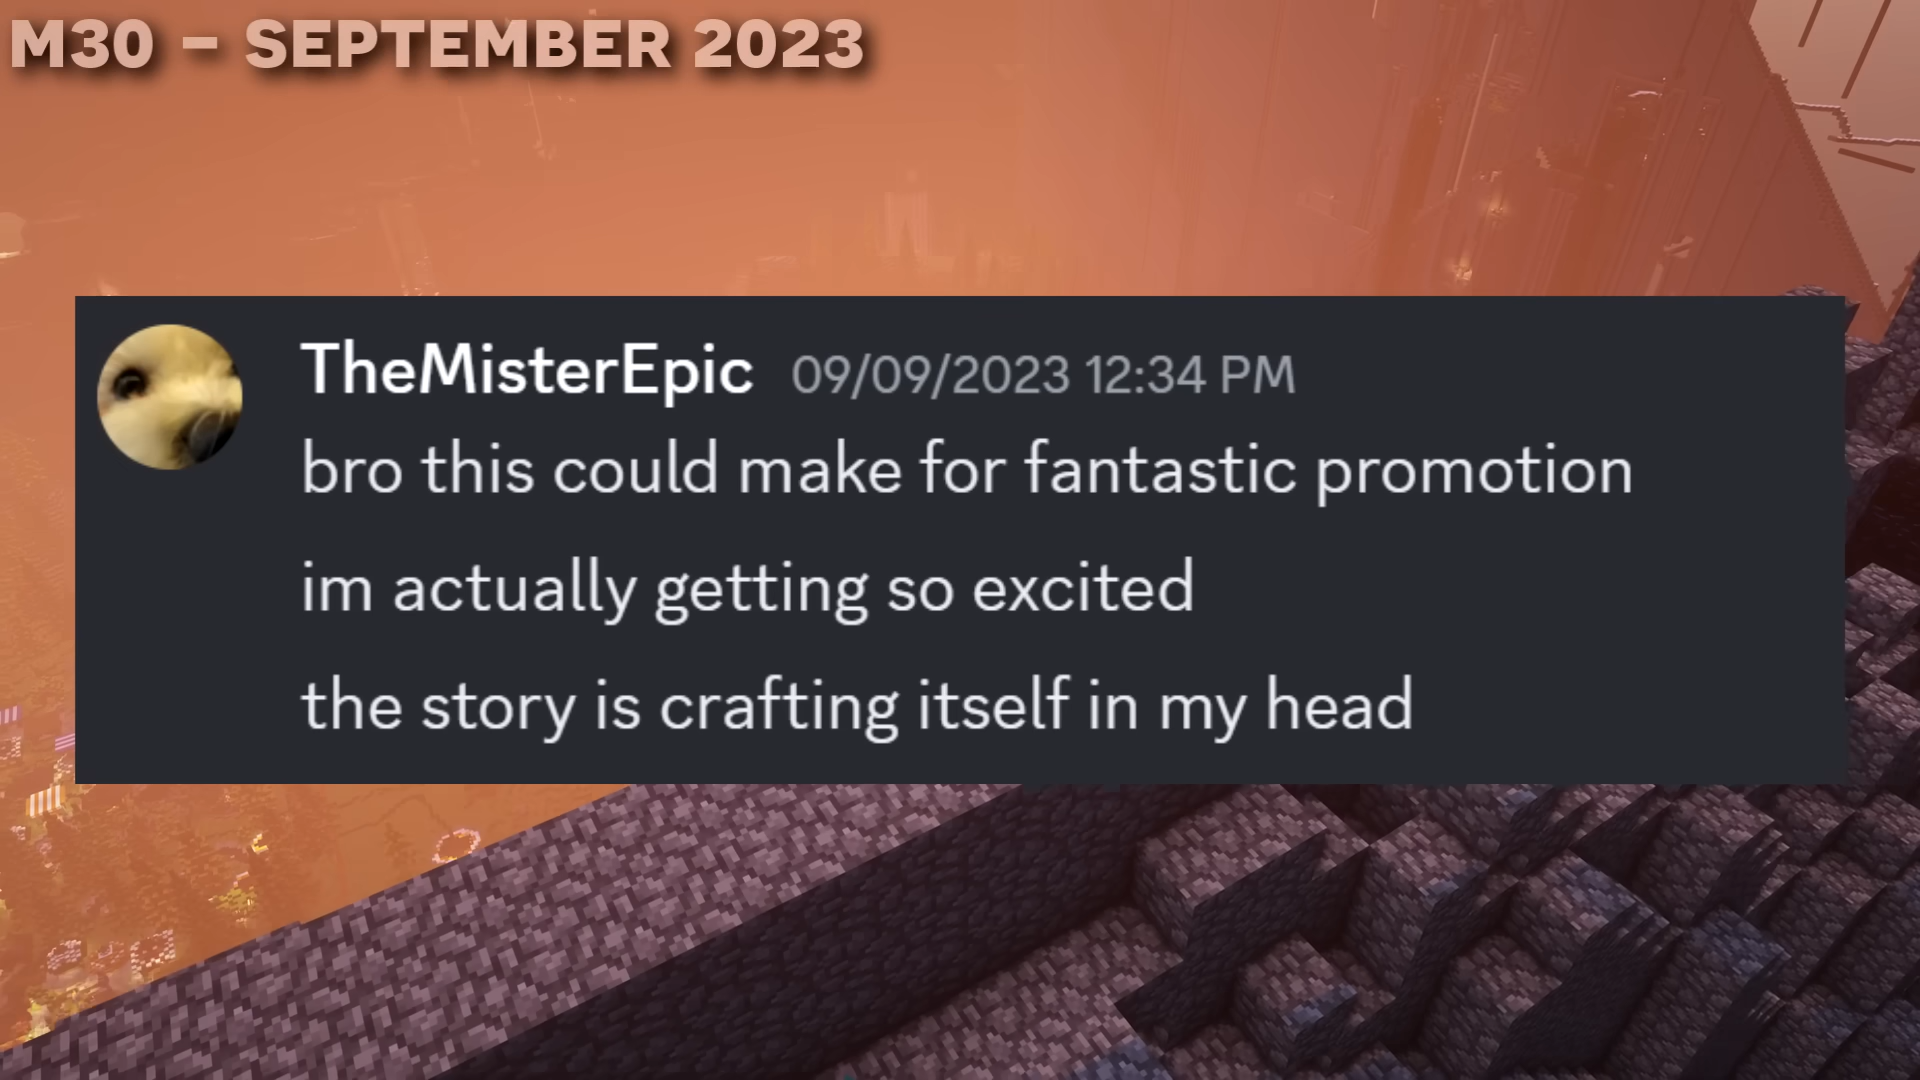 M30 - SEPTEMBER 2023
TheMisterEpic 09/09/2023 12:34 PM
bro this could make for fantastic promotion
im actually getting so excited
the story is crafting itself in my head